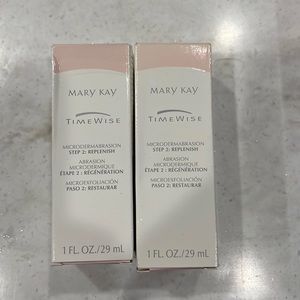 MARY KAY
TIMEWISE
MICRODERMABRASION
STEP 2: REPLENISH
ABRASION
MICRODERMIQUE
ÉTAPE 2 : RÉGÉNÉRATION
MICROEXFOLIACIÓN
PASO 2: RESTAURAR
1 FL. OZ./29 mL
MARY KAY
TIMEWISE
MICRODERMABRASION
STEP 2: REPLENISH
ABRASION
MICRODERMIQUE
ÉTAPE 2 : RÉGÉNÉRATION
MICROEXFOLIACIÓN
PASO 2: RESTAURAR
1 FL. OZ./29 mL